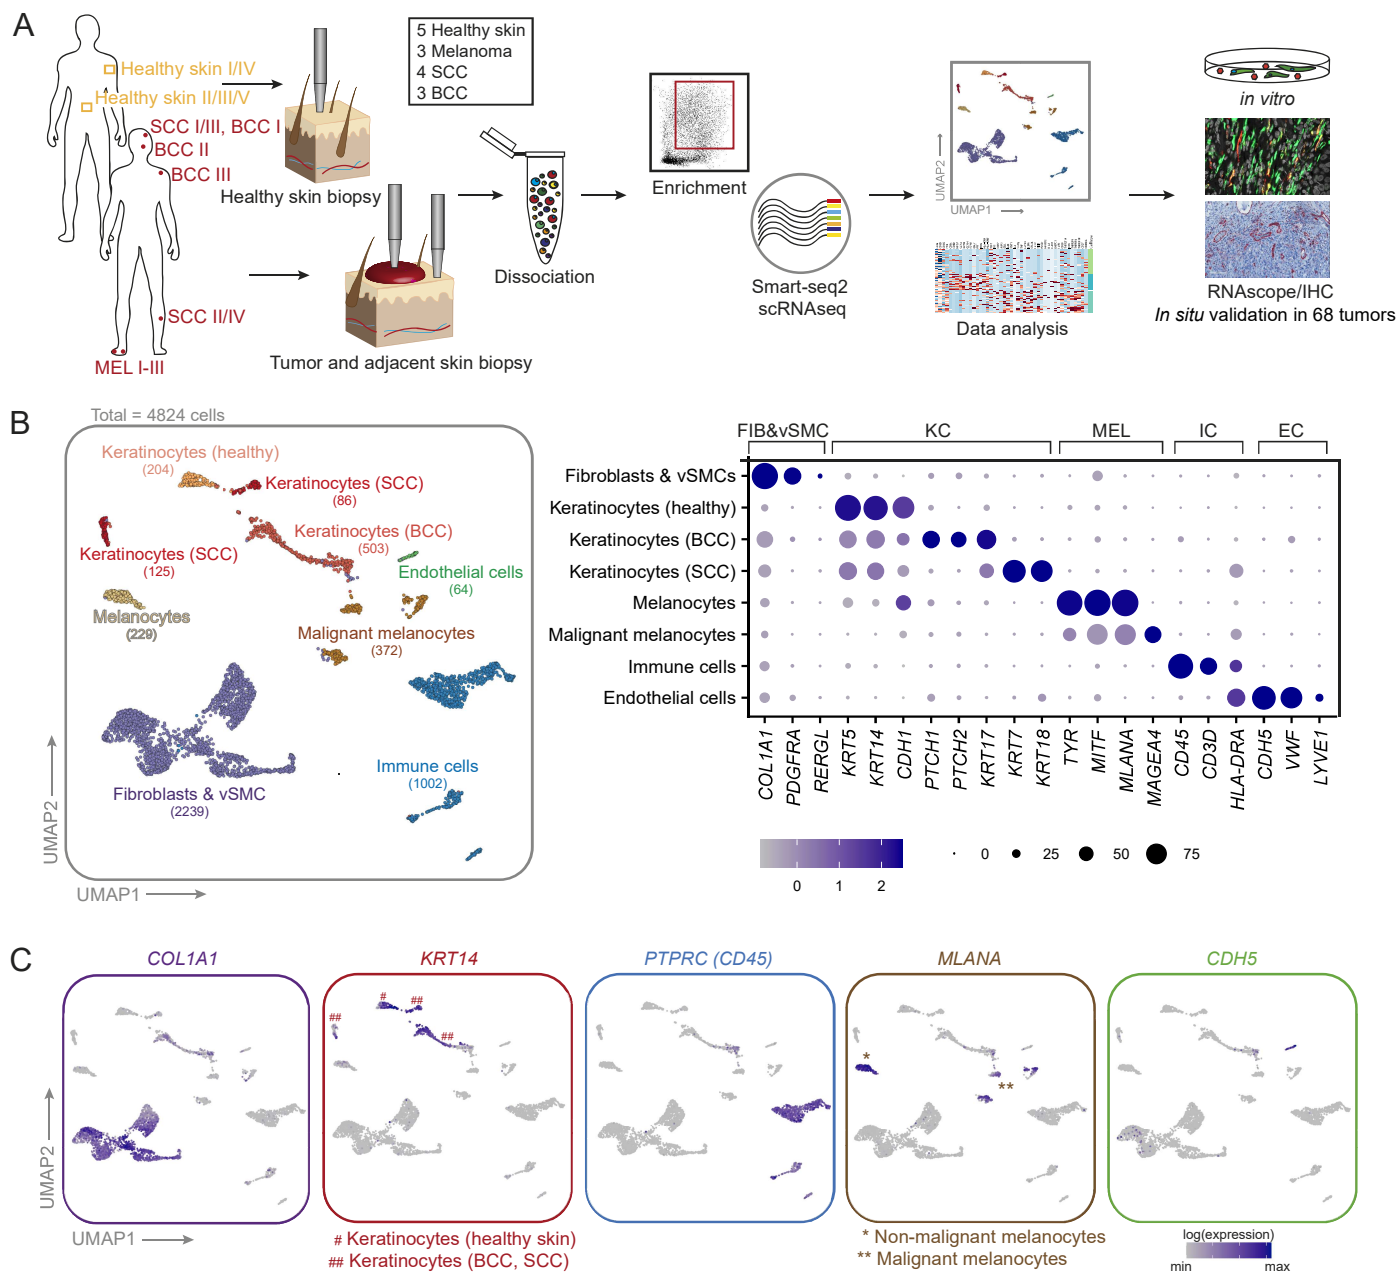 A
Healthy skin I/IV
Healthy skin II/III/V
SCC I/III, BCC I
BCC II
BCC III
SCC II/IV
MEL I-III
5 Healthy skin
3 Melanoma
4 SCC
3 BCC
Healthy skin biopsy
Tumor and adjacent skin biopsy
Dissociation
Enrichment
Smart-seq2
scRNAseq
UMAP2
UMAP1
Data analysis
in vitro
RNAscope/IHC
In situ validation in 68 tumors
B
Total = 4824 cells
Keratinocytes (healthy)
(204)
Keratinocytes (SCC)
(86)
Keratinocytes (BCC)
(503)
Keratinocytes (SCC)
(125)
Endothelial cells
(64)
Melanocytes
(229)
Malignant melanocytes
(372)
Immune cells
(1002)
Fibroblasts & vSMC
(2239)
UMAP2
UMAP1
FIB&vSMC KC MEL IC EC
Fibroblasts & vSMCs
Keratinocytes (healthy)
Keratinocytes (BCC)
Keratinocytes (SCC)
Melanocytes
Malignant melanocytes
Immune cells
Endothelial cells
COL1A1
PDGFRA
RERGL
KRT5
KRT14
CDH1
PTCH1
PTCH2
KRT17
KRT7
KRT18
TYR
MITF
MLANA
MAGEA4
CD45
CD3D
HLA-DRA
CDH5
VWF
LYVE1
0 1 2
0 25 50 75
C
COL1A1
KRT14
PTPRC (CD45)
MLANA
CDH5
# ##
##
##
*
**
UMAP2
UMAP1
# Keratinocytes (healthy skin)
## Keratinocytes (BCC, SCC)
* Non-malignant melanocytes
** Malignant melanocytes
log(expression)
min max